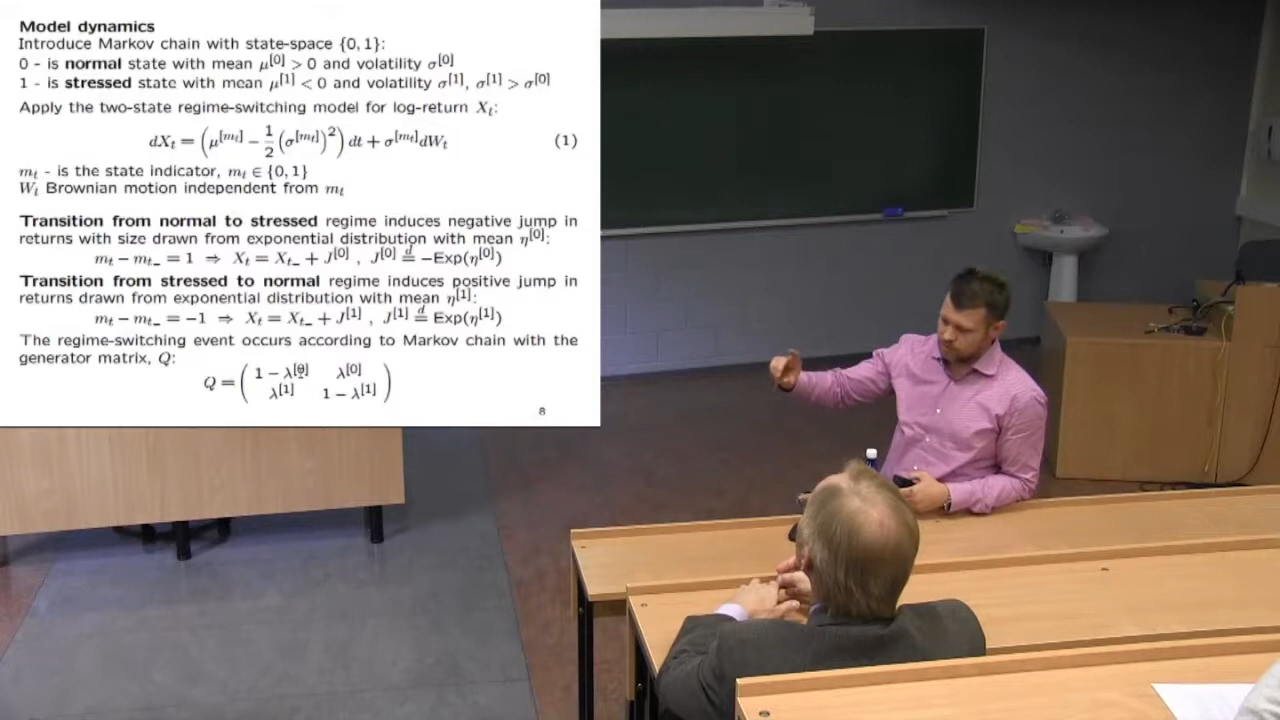 Model dynamics
Introduce Markov chain with state-space {0, 1}:
0 - is normal state with mean μ^[0] > 0 and volatility σ^[0]
1 - is stressed state with mean μ^[1] < 0 and volatility σ^[1], σ^[1] > σ^[0]
Apply the two-state regime-switching model for log-return X_t:
dX_t = (μ^[m_t] − 1/2 (σ^[m_t])^2) dt + σ^[m_t] dW_t (1)
m_t - is the state indicator, m_t ∈ {0, 1}
W_t Brownian motion independent from m_t
Transition from normal to stressed regime induces negative jump in
returns with size drawn from exponential distribution with mean η^[0]:
m_t − m_t− = 1 ⇒ X_t = X_t− + J^[0] , J^[0] =^d −Exp(η^[0])
Transition from stressed to normal regime induces positive jump in
returns drawn from exponential distribution with mean η^[1]:
m_t − m_t− = −1 ⇒ X_t = X_t− + J^[1] , J^[1] =^d Exp(η^[1])
The regime-switching event occurs according to Markov chain with the
generator matrix, Q:
Q = ( 1 − λ^[0] λ^[0]
λ^[1] 1 − λ^[1] )
8